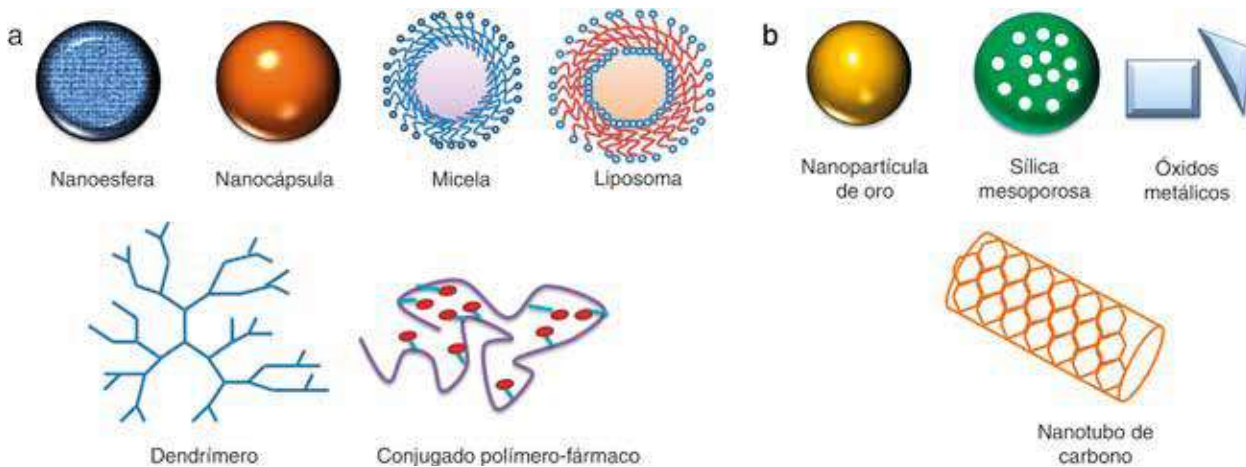 a
Nanoesfera
Nanocápsula
Micela
Liposoma
Dendrímero
Conjugado polímero-fármaco
b
Nanopartícula
de oro
Sílica
mesoporosa
Óxidos
metálicos
Nanotubo de
carbono